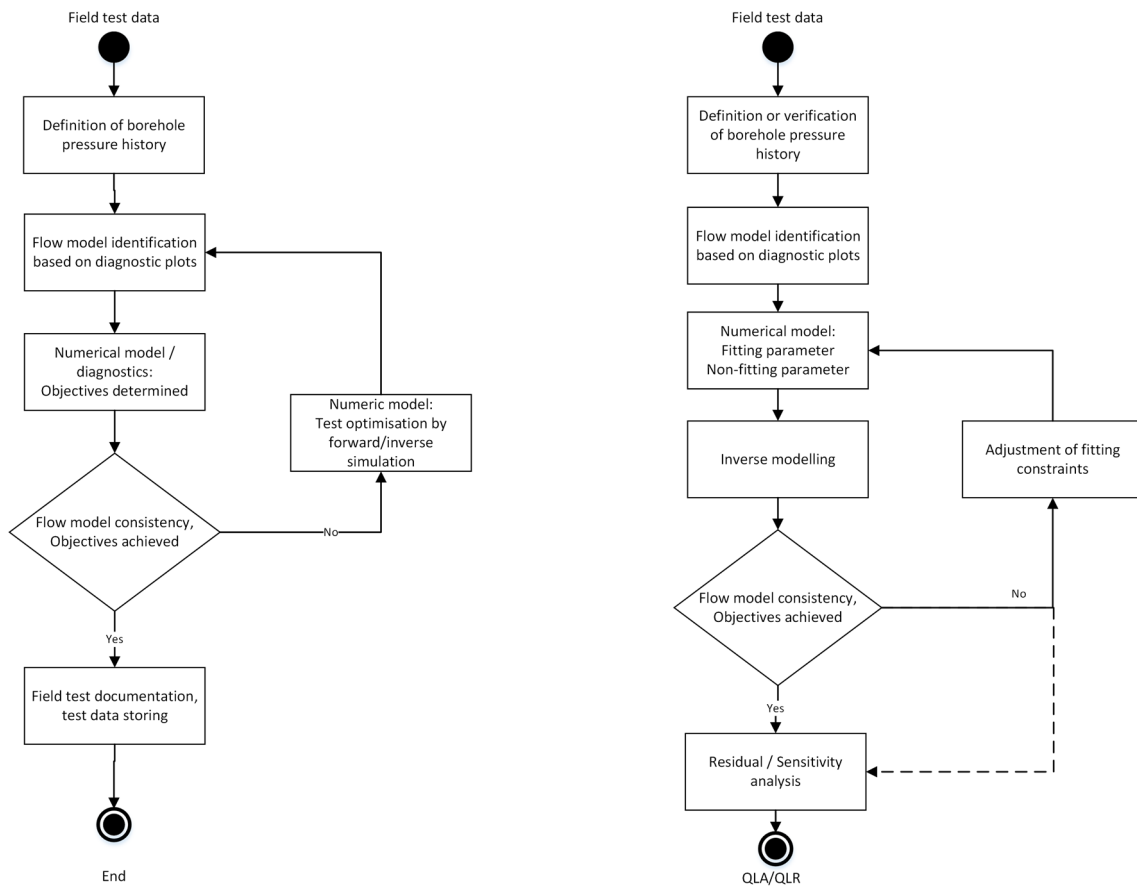 Field test data
Definition of borehole
pressure history
Flow model identification
based on diagnostic plots
Numerical model /
diagnostics:
Objectives determined
Numeric model:
Test optimisation by
forward/inverse
simulation
Flow model consistency,
Objectives achieved
No
Yes
Field test documentation,
test data storing
End
Field test data
Definition or verification
of borehole pressure
history
Flow model identification
based on diagnostic plots
Numerical model:
Fitting parameter
Non-fitting parameter
Inverse modelling
Adjustment of fitting
constraints
Flow model consistency,
Objectives achieved
No
Yes
Residual / Sensitivity
analysis
QLA/QLR